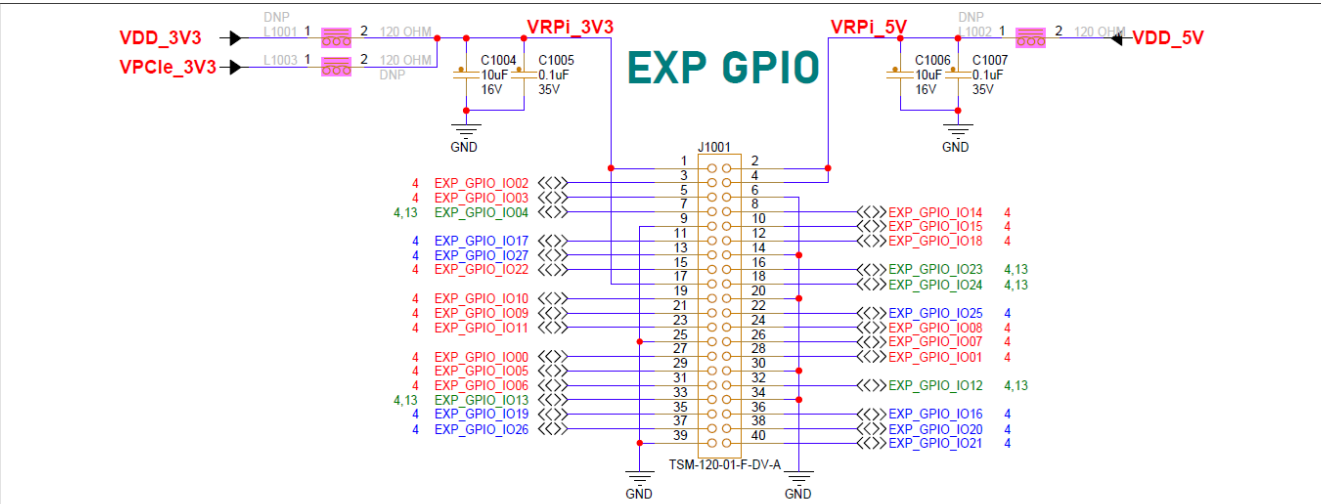 DNP
L1001 1 2 120 OHM
VDD_3V3
VPCIe_3V3
L1003 1 2 120 OHM
DNP
VRPi_3V3
C1004
10uF
16V
C1005
0.1uF
35V
GND
EXP GPIO
VRPi_5V
DNP
L1002 1 2 120 OHM
VDD_5V
C1006
10uF
16V
C1007
0.1uF
35V
GND
J1001
1 2
4 EXP_GPIO_IO02 3 4
4 EXP_GPIO_IO03 5 6
4,13 EXP_GPIO_IO04 7 8 EXP_GPIO_IO14 4
9 10 EXP_GPIO_IO15 4
4 EXP_GPIO_IO17 11 12 EXP_GPIO_IO18 4
4 EXP_GPIO_IO27 13 14
4 EXP_GPIO_IO22 15 16 EXP_GPIO_IO23 4,13
17 18 EXP_GPIO_IO24 4,13
4 EXP_GPIO_IO10 19 20
4 EXP_GPIO_IO09 21 22 EXP_GPIO_IO25 4
4 EXP_GPIO_IO11 23 24 EXP_GPIO_IO08 4
25 26 EXP_GPIO_IO07 4
4 EXP_GPIO_IO00 27 28 EXP_GPIO_IO01 4
4 EXP_GPIO_IO05 29 30
4 EXP_GPIO_IO06 31 32 EXP_GPIO_IO12 4,13
4,13 EXP_GPIO_IO13 33 34
4 EXP_GPIO_IO19 35 36 EXP_GPIO_IO16 4
4 EXP_GPIO_IO26 37 38 EXP_GPIO_IO20 4
39 40 EXP_GPIO_IO21 4
TSM-120-01-F-DV-A
GND
GND